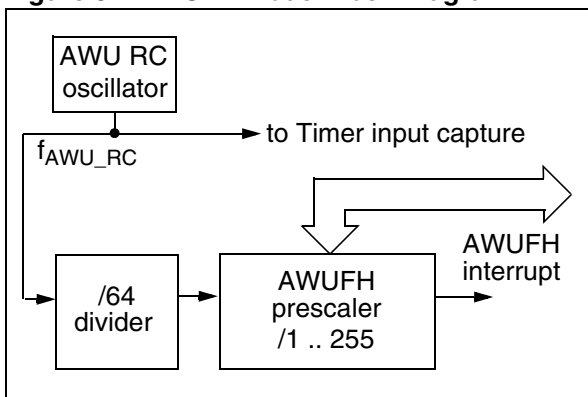 AWU RC
oscillator
to Timer input capture
fAWU_RC
AWUFH
interrupt
/64
divider
AWUFH
prescaler
/1 .. 255